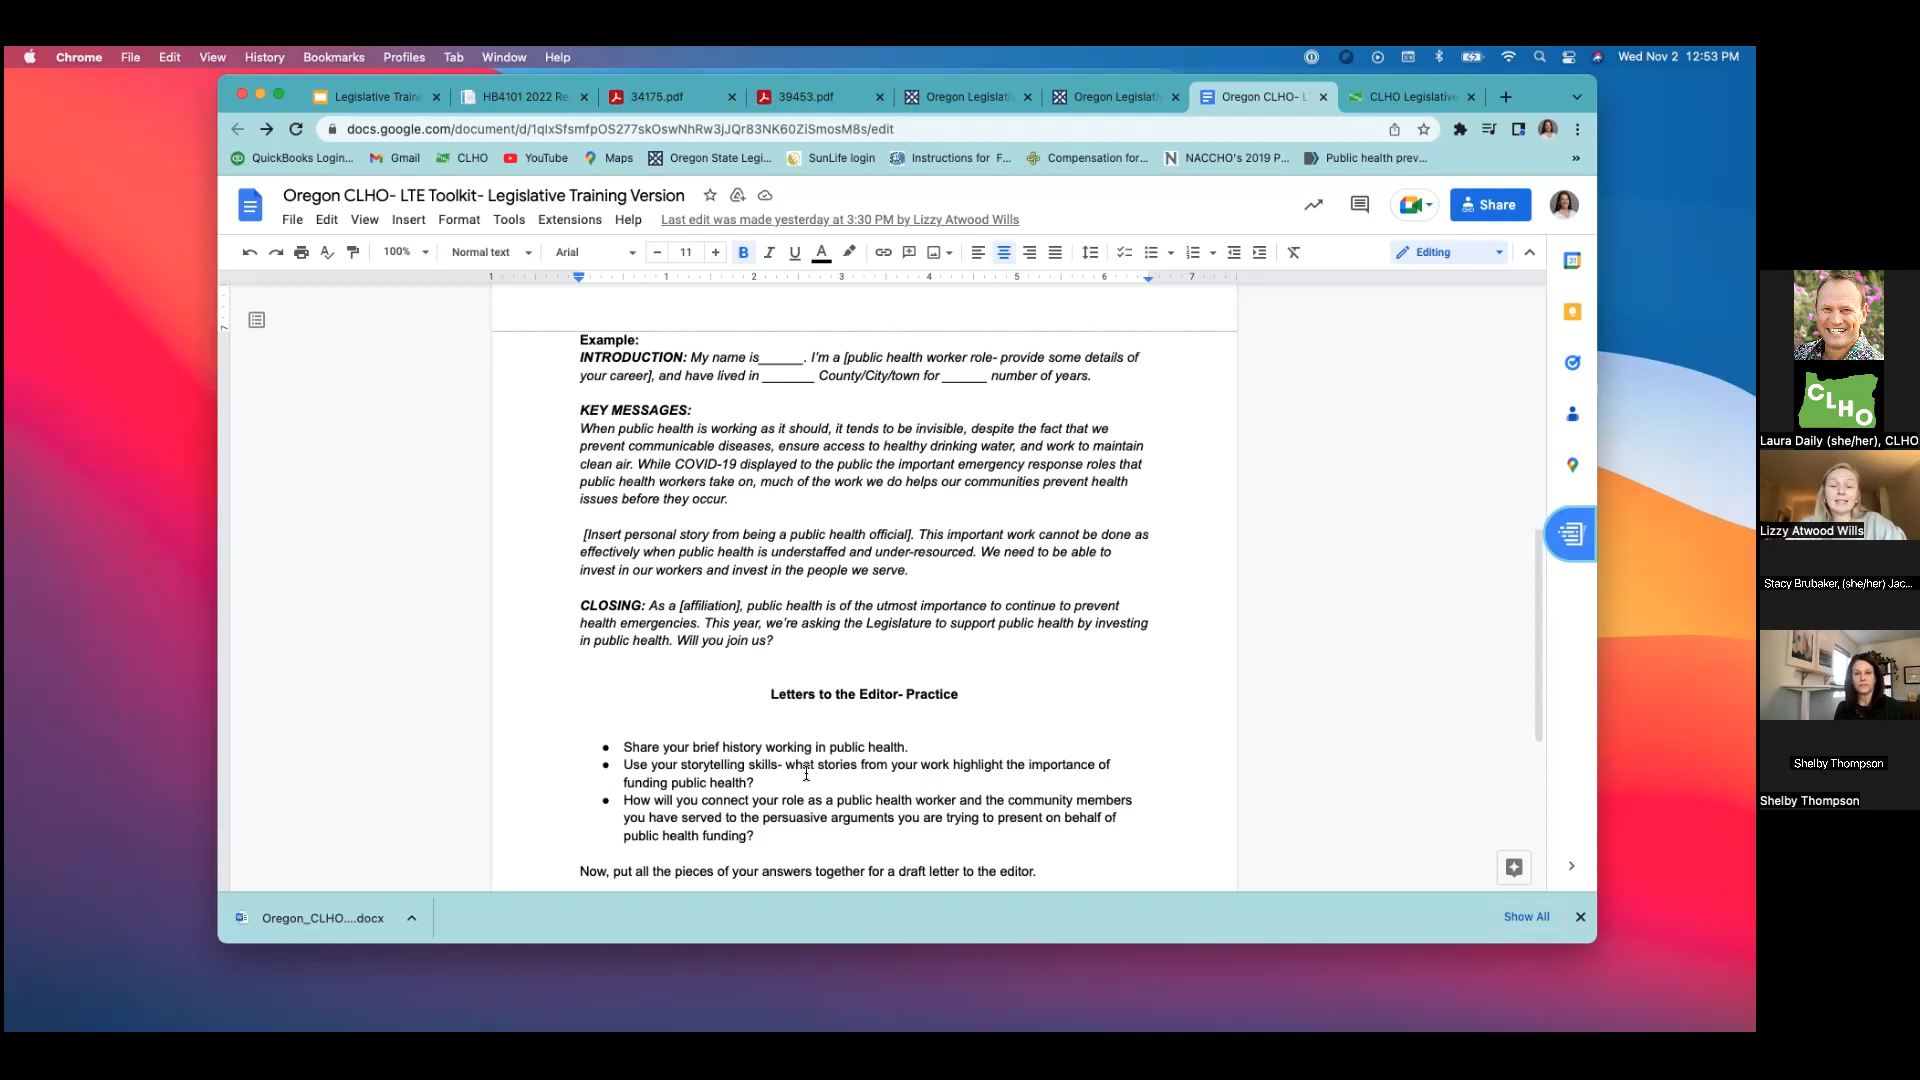 Chrome File Edit View History Bookmarks Profiles Tab Window Help
Wed Nov 2 12:53 PM
Legislative Traini
HB4101 2022 Re
34175.pdf
39453.pdf
Oregon Legislati
Oregon Legislati
Oregon CLHO- L
CLHO Legislative
docs.google.com/document/d/1qIxSfsmfpOS277skOswNhRw3jJQr83NK60ZiSmosM8s/edit
QuickBooks Login... Gmail CLHO YouTube Maps Oregon State Legi... SunLife login Instructions for F... Compensation for... NACCHO's 2019 P... Public health prev... »
Oregon CLHO- LTE Toolkit- Legislative Training Version
Share
File Edit View Insert Format Tools Extensions Help Last edit was made yesterday at 3:30 PM by Lizzy Atwood Wills
100% Normal text Arial − 11 + B I U A Editing
1 1 2 3 4 5 6 7
31
Example:
INTRODUCTION: My name is______. I'm a [public health worker role- provide some details of
your career], and have lived in _______ County/City/town for ______ number of years.
KEY MESSAGES:
When public health is working as it should, it tends to be invisible, despite the fact that we
prevent communicable diseases, ensure access to healthy drinking water, and work to maintain
clean air. While COVID-19 displayed to the public the important emergency response roles that
public health workers take on, much of the work we do helps our communities prevent health
issues before they occur.
[Insert personal story from being a public health official]. This important work cannot be done as
effectively when public health is understaffed and under-resourced. We need to be able to
invest in our workers and invest in the people we serve.
CLOSING: As a [affiliation], public health is of the utmost importance to continue to prevent
health emergencies. This year, we're asking the Legislature to support public health by investing
in public health. Will you join us?
Letters to the Editor- Practice
● Share your brief history working in public health.
● Use your storytelling skills- what stories from your work highlight the importance of
funding public health?
● How will you connect your role as a public health worker and the community members
you have served to the persuasive arguments you are trying to present on behalf of
public health funding?
Now, put all the pieces of your answers together for a draft letter to the editor.
Oregon_CLHO....docx
Show All
CLHO
Laura Daily (she/her), CLHO
Lizzy Atwood Wills
Stacy Brubaker, (she/her) Jac...
Shelby Thompson
Shelby Thompson